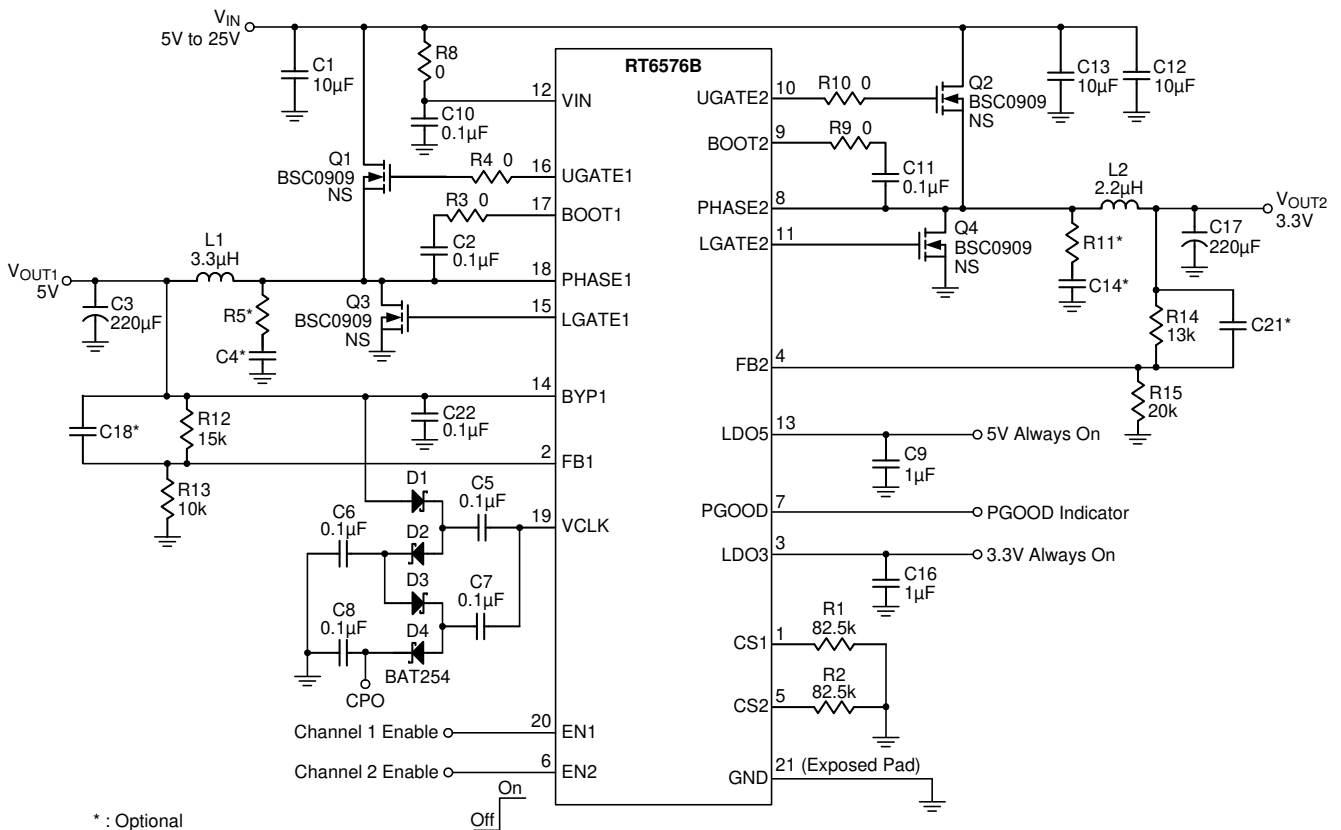 VIN
5V to 25V
C1
10µF
R8
0
C10
0.1µF
12
VIN
RT6576B
UGATE2
10
R10 0
Q2
BSC0909
NS
C13
10µF
C12
10µF
BOOT2
9
R9 0
C11
0.1µF
Q1
BSC0909
NS
R4 0
16
UGATE1
R3 0
17
BOOT1
C2
0.1µF
PHASE2
8
L2
2.2µH
VOUT2
3.3V
LGATE2
11
Q4
BSC0909
NS
R11*
C14*
C17
220µF
VOUT1
5V
L1
3.3µH
18
PHASE1
C3
220µF
R5*
C4*
Q3
BSC0909
NS
15
LGATE1
R14
13k
C21*
FB2
4
R15
20k
14
BYP1
C18*
R12
15k
C22
0.1µF
2
FB1
R13
10k
LDO5
13
5V Always On
C9
1µF
D1
C5
0.1µF
C6
0.1µF
D2
19
VCLK
PGOOD
7
PGOOD Indicator
LDO3
3
3.3V Always On
C16
1µF
D3
C7
0.1µF
C8
0.1µF
D4
BAT254
CPO
CS1
1
R1
82.5k
CS2
5
R2
82.5k
Channel 1 Enable
20
EN1
Channel 2 Enable
6
EN2
GND
21 (Exposed Pad)
On
Off
* : Optional